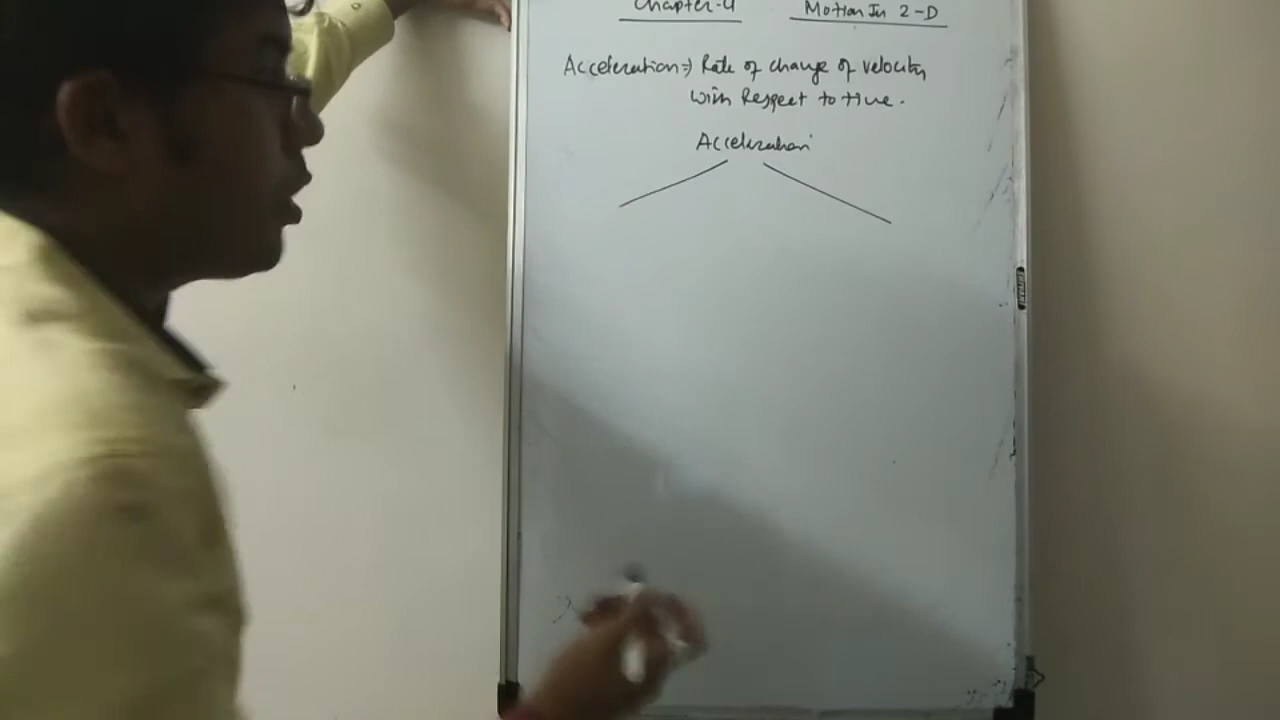 Chapter-4 Motion In 2-D
Acceleration => Rate of change of velocity
with Respect to time.
Acceleration